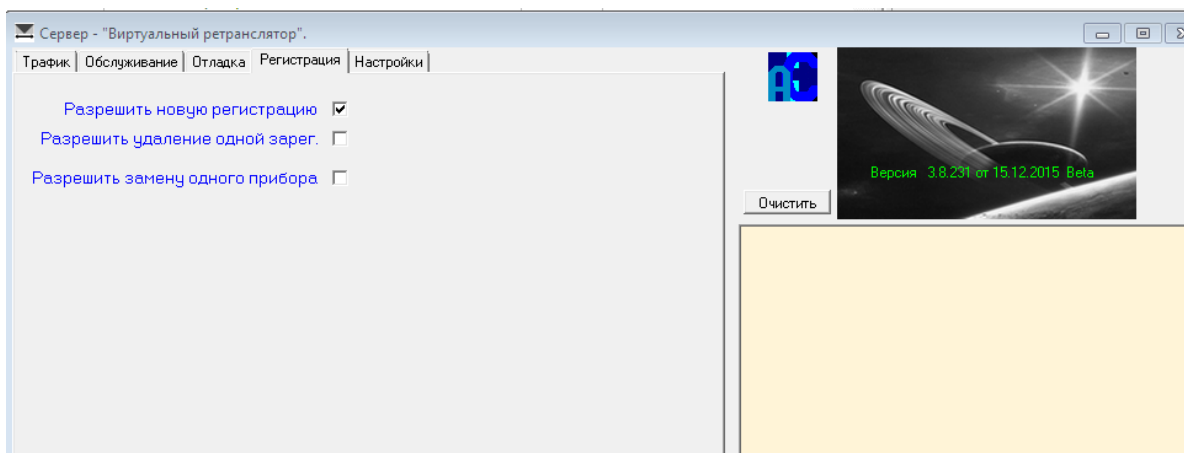 Сервер - "Виртуальный ретранслятор".
Трафик Обслуживание Отладка Регистрация Настройки
Разрешить новую регистрацию
Разрешить удаление одной зарег.
Разрешить замену одного прибора
АС
Версия 3.8.231 от 15.12.2015 Beta
Очистить